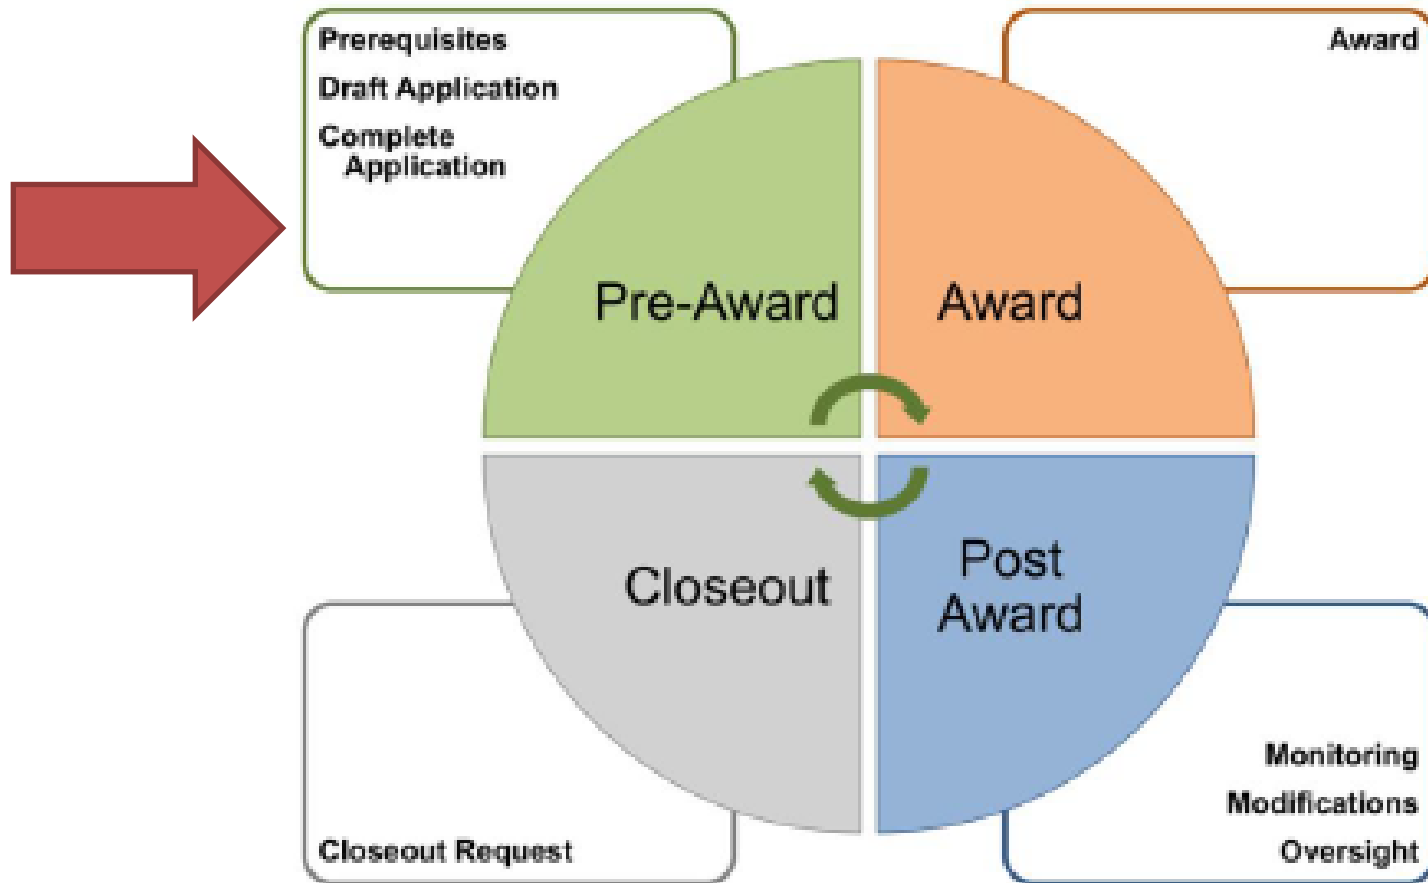 Prerequisites
Draft Application
Complete
Application
Award
Pre-Award
Award
Closeout
Post
Award
Closeout Request
Monitoring
Modifications
Oversight